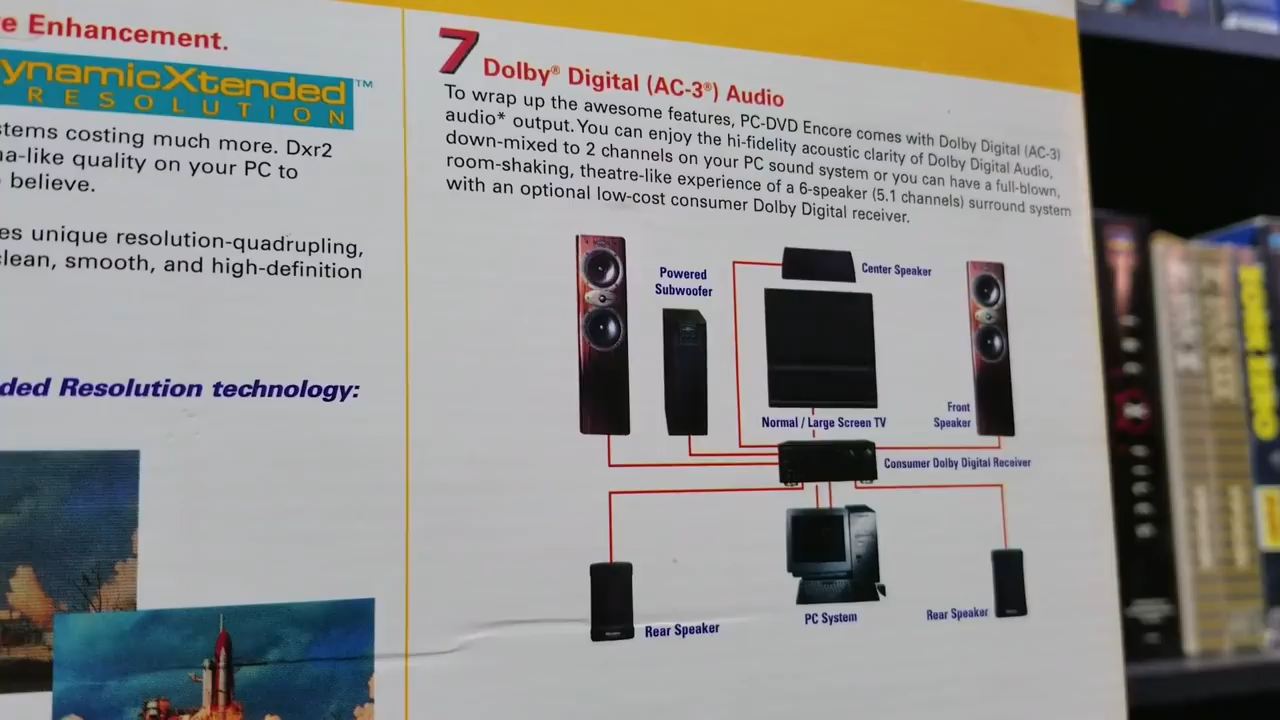 e Enhancement.
ynamicXtended™
RESOLUTION
stems costing much more. Dxr2
na-like quality on your PC to
believe.
es unique resolution-quadrupling,
clean, smooth, and high-definition
ded Resolution technology:
7 Dolby® Digital (AC-3®) Audio
To wrap up the awesome features, PC-DVD Encore comes with Dolby Digital (AC-3)
audio* output. You can enjoy the hi-fidelity acoustic clarity of Dolby Digital Audio,
down-mixed to 2 channels on your PC sound system or you can have a full-blown,
room-shaking, theatre-like experience of a 6-speaker (5.1 channels) surround system
with an optional low-cost consumer Dolby Digital receiver.
Powered
Subwoofer
Center Speaker
Normal / Large Screen TV
Front
Speaker
Consumer Dolby Digital Receiver
Rear Speaker
PC System
Rear Speaker